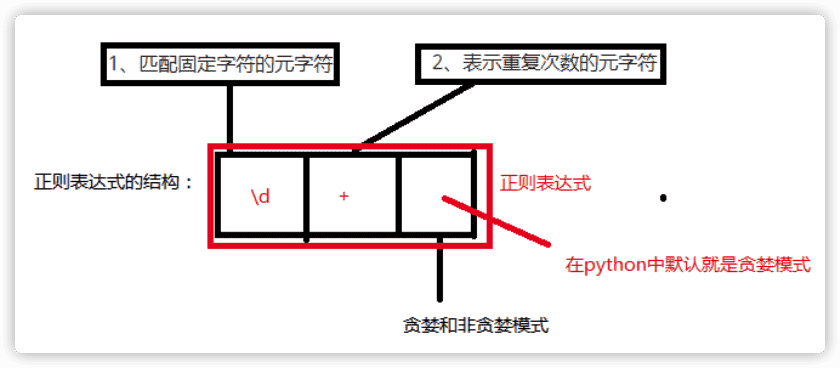 1、匹配固定字符的元字符
2、表示重复次数的元字符
正则表达式的结构：
\d
+
正则表达式
在python中默认就是贪婪模式
贪婪和非贪婪模式